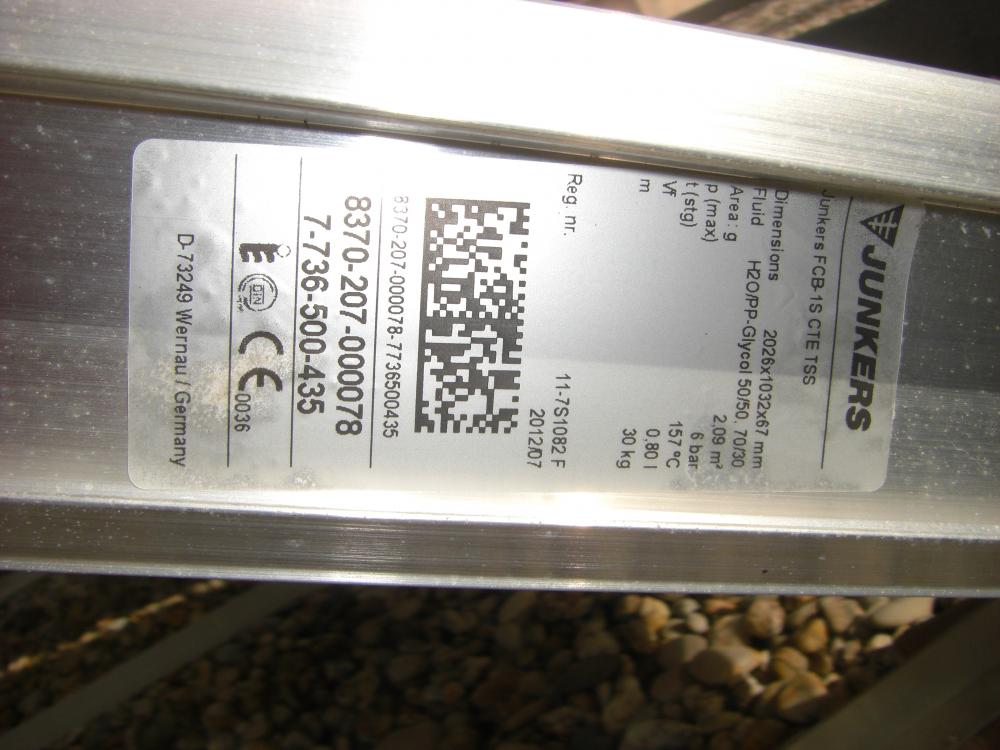 JUNKERS
Junkers FCB-1S CTE TSS
Dimensions 2026x1032x67 mm
Fluid H2O/PP-Glycol 50/50, 70/30
Area: g 2,09 m²
p (max) 6 bar
t (stg) 157 ºC
Vf 0,80 l
m 30 kg
Reg. nr. 11-7S1082 F
2012/07
8370-207-000078-7736500435
8370-207-000078
7-736-500-435
DIN CE 0036
D-73249 Wernau / Germany